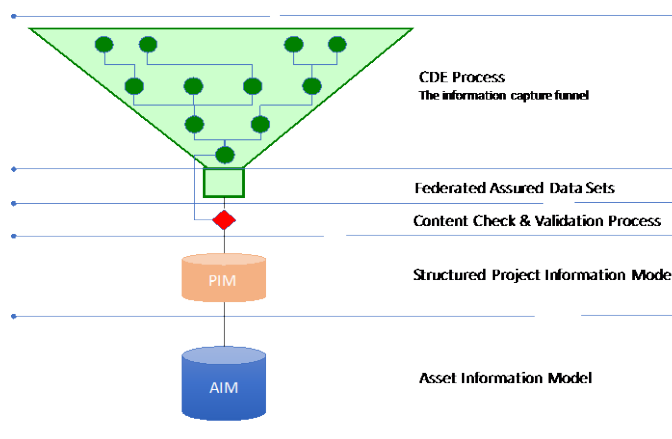 CDE Process
The information capture funnel
Federated Assured Data Sets
Content Check & Validation Process
PIM
Structured Project Information Mode
AIM
Asset Information Model